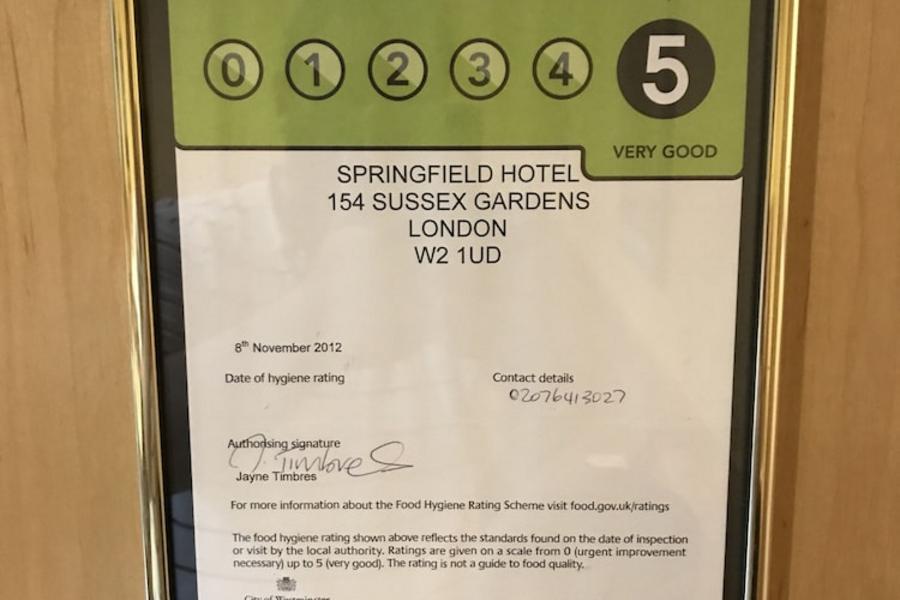 0 1 2 3 4 5
VERY GOOD
SPRINGFIELD HOTEL
154 SUSSEX GARDENS
LONDON
W2 1UD
8th November 2012
Date of hygiene rating
Contact details
02076413027
Authorising signature
J. Timbres
Jayne Timbres
For more information about the Food Hygiene Rating Scheme visit food.gov.uk/ratings
The food hygiene rating shown above reflects the standards found on the date of inspection
or visit by the local authority. Ratings are given on a scale from 0 (urgent improvement
necessary) up to 5 (very good). The rating is not a guide to food quality.
City of Westminster